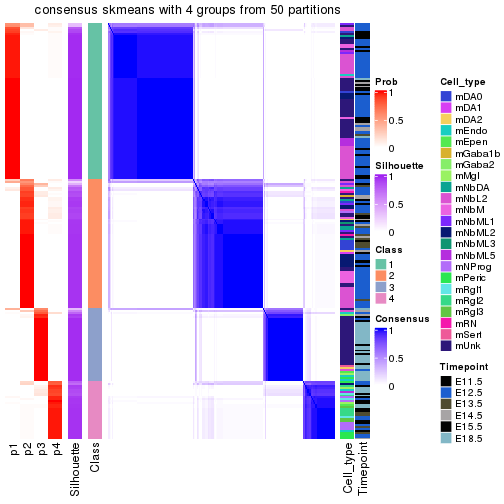 consensus skmeans with 4 groups from 50 partitions
Prob
1
0.5
0
Silhouette
1
0.5
0
Class
1
2
3
4
Consensus
1
0.5
0
Cell_type
mDA0
mDA1
mDA2
mEndo
mEpen
mGaba1b
mGaba2
mMgl
mNbDA
mNbL2
mNbM
mNbML1
mNbML2
mNbML3
mNbML5
mNProg
mPeric
mRgl1
mRgl2
mRgl3
mRN
mSert
mUnk
Timepoint
E11.5
E12.5
E13.5
E14.5
E15.5
E18.5
p1
p2
p3
p4
Silhouette
Class
Cell_type
Timepoint